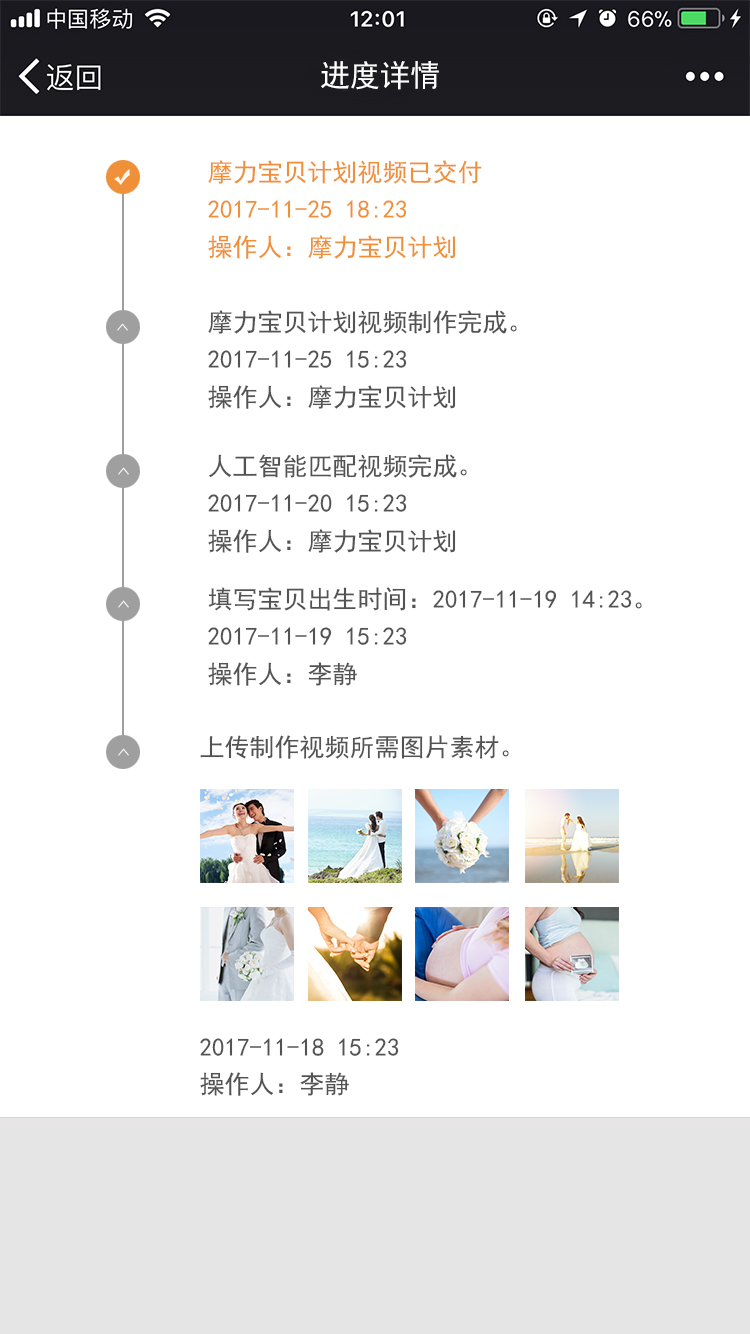 中国移动 12:01 66%
返回 进度详情
摩力宝贝计划视频已交付
2017-11-25 18:23
操作人：摩力宝贝计划
摩力宝贝计划视频制作完成。
2017-11-25 15:23
操作人：摩力宝贝计划
人工智能匹配视频完成。
2017-11-20 15:23
操作人：摩力宝贝计划
填写宝贝出生时间：2017-11-19 14:23。
2017-11-19 15:23
操作人：李静
上传制作视频所需图片素材。
2017-11-18 15:23
操作人：李静